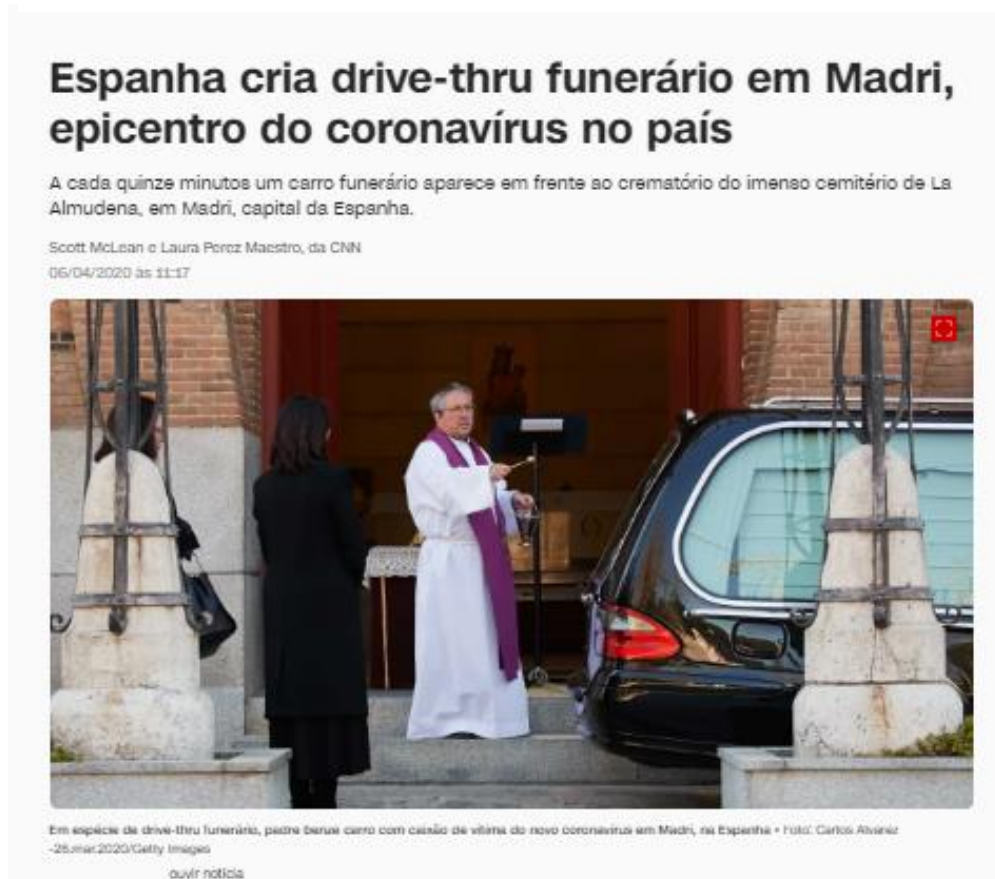 Espanha cria drive-thru funerário em Madri,
epicentro do coronavírus no país
A cada quinze minutos um carro funerário aparece em frente ao crematório do imenso cemitério de La
Almudena, em Madri, capital da Espanha.
Scott McLean e Laura Perez Maestro, da CNN
06/04/2020 às 11:17
Em espécie de drive-thru funerário, padre benze carro com caixão de vítima do novo coronavírus em Madri, na Espanha • Foto: Carlos Alvarez
-26.mar.2020/Getty Images
ouvir notícia